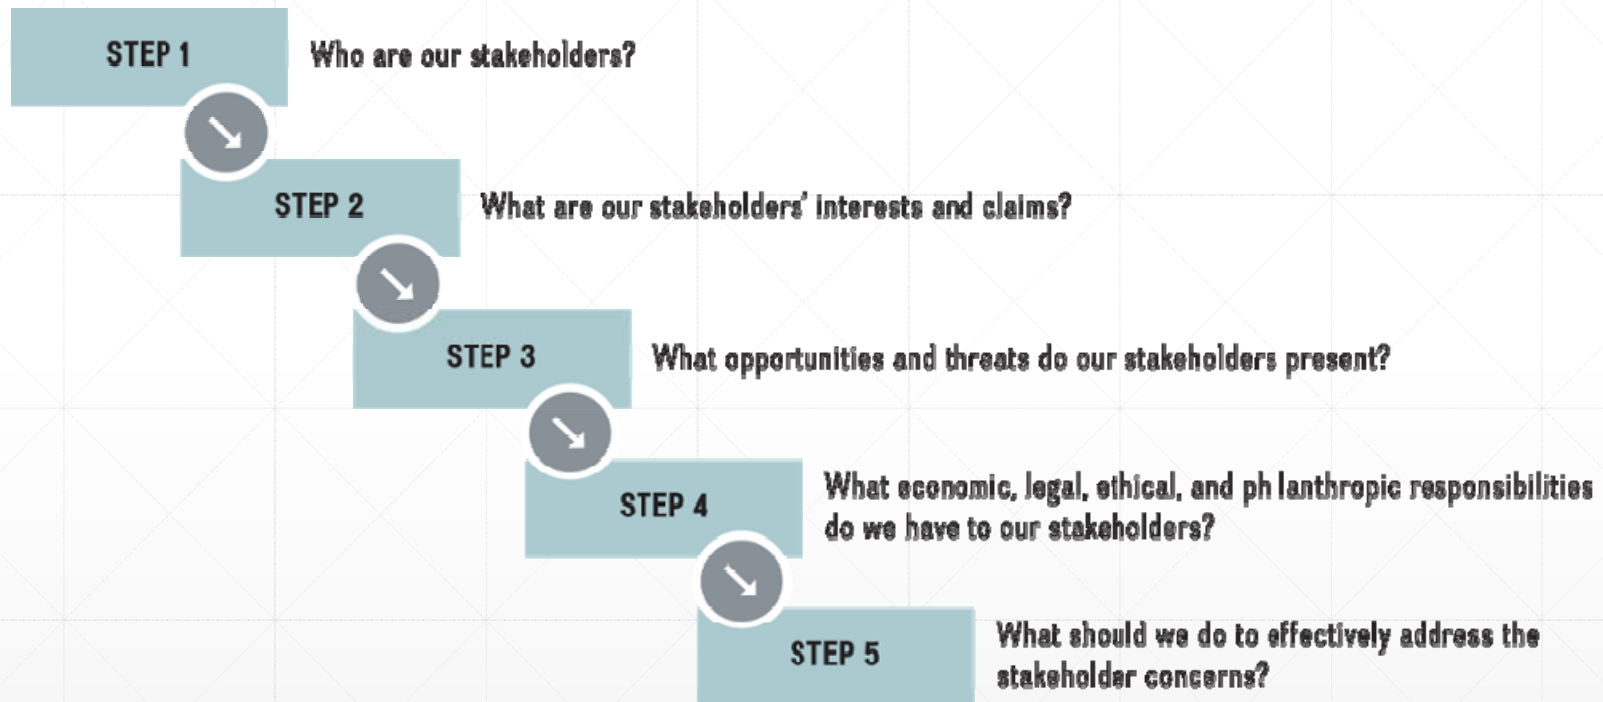 STEP 1
Who are our stakeholders?
STEP 2
What are our stakeholders' interests and claims?
STEP 3
What opportunities and threats do our stakeholders present?
STEP 4
What economic, legal, ethical, and ph lanthropic responsibilities
do we have to our stakeholders?
STEP 5
What should we do to effectively address the
stakeholder concerns?